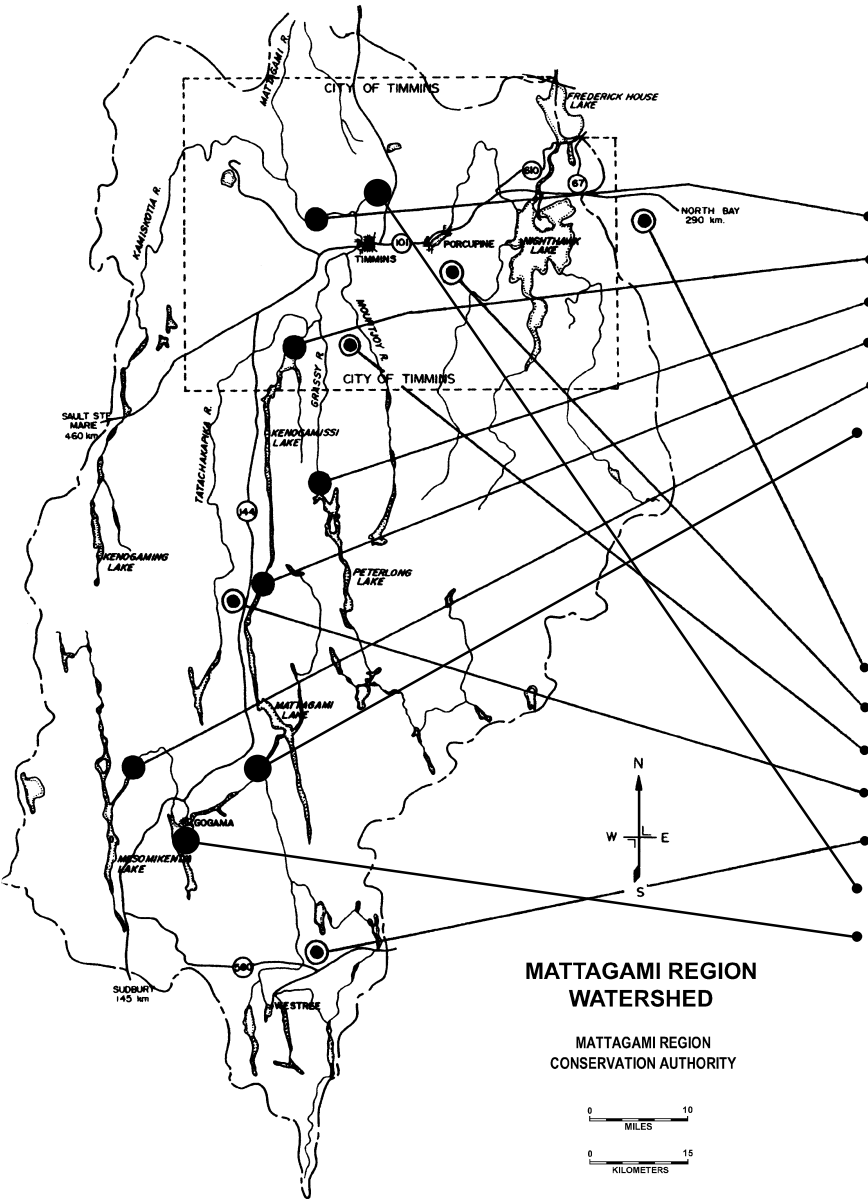 MATTAGAMI R.
CITY OF TIMMINS
FREDERICK HOUSE
LAKE
610
67
KAMISKOTIA R.
NORTH BAY
290 km.
101
PORCUPINE
NIGHTHAWK
LAKE
TIMMINS
MOUNTJOY R.
GRASSY R.
CITY OF TIMMINS
SAULT STE
MARIE
460 km
TATACHAKAPIKA R.
KENOGAMISSI
LAKE
144
KENOGAMING
LAKE
PETERLONG
LAKE
MATTAGAMI
LAKE
N
W E
S
GOGAMA
MESOMIKENDA
LAKE
560
SUDBURY
145 km
WESTREE
MATTAGAMI REGION
WATERSHED
MATTAGAMI REGION
CONSERVATION AUTHORITY
0 10
MILES
0 15
KILOMETERS